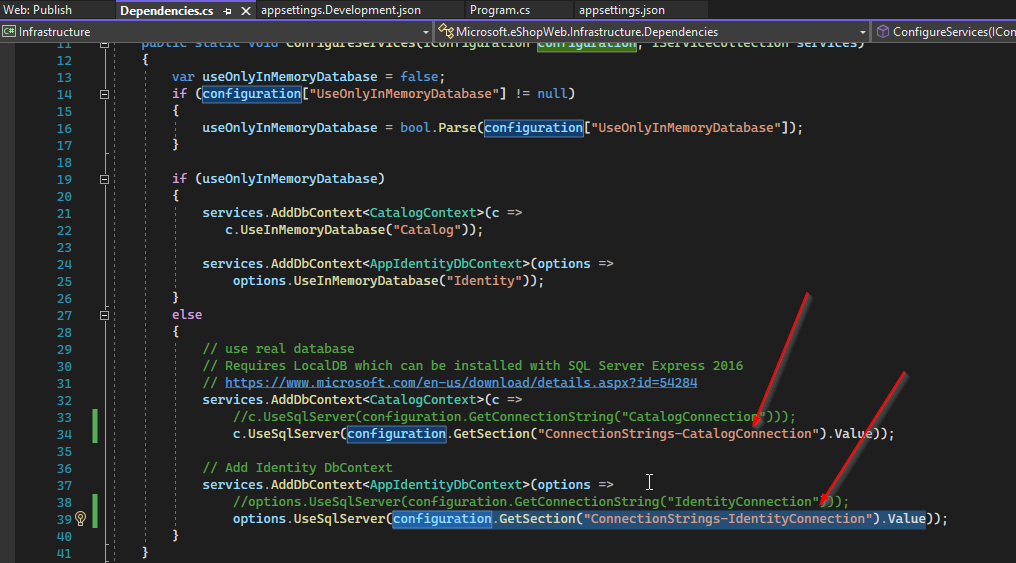 Web: Publish Dependencies.cs appsettings.Development.json Program.cs appsettings.json
Infrastructure Microsoft.eShopWeb.Infrastructure.Dependencies ConfigureServices(ICon
11 public static void ConfigureServices(IConfiguration configuration, IServiceCollection services)
12 {
13 var useOnlyInMemoryDatabase = false;
14 if (configuration["UseOnlyInMemoryDatabase"] != null)
15 {
16 useOnlyInMemoryDatabase = bool.Parse(configuration["UseOnlyInMemoryDatabase"]);
17 }
18
19 if (useOnlyInMemoryDatabase)
20 {
21 services.AddDbContext<CatalogContext>(c =>
22 c.UseInMemoryDatabase("Catalog"));
23
24 services.AddDbContext<AppIdentityDbContext>(options =>
25 options.UseInMemoryDatabase("Identity"));
26 }
27 else
28 {
29 // use real database
30 // Requires LocalDB which can be installed with SQL Server Express 2016
31 // https://www.microsoft.com/en-us/download/details.aspx?id=54284
32 services.AddDbContext<CatalogContext>(c =>
33 //c.UseSqlServer(configuration.GetConnectionString("CatalogConnection")));
34 c.UseSqlServer(configuration.GetSection("ConnectionStrings-CatalogConnection").Value));
35
36 // Add Identity DbContext
37 services.AddDbContext<AppIdentityDbContext>(options =>
38 //options.UseSqlServer(configuration.GetConnectionString("IdentityConnection")));
39 options.UseSqlServer(configuration.GetSection("ConnectionStrings-IdentityConnection").Value));
40 }
41 }